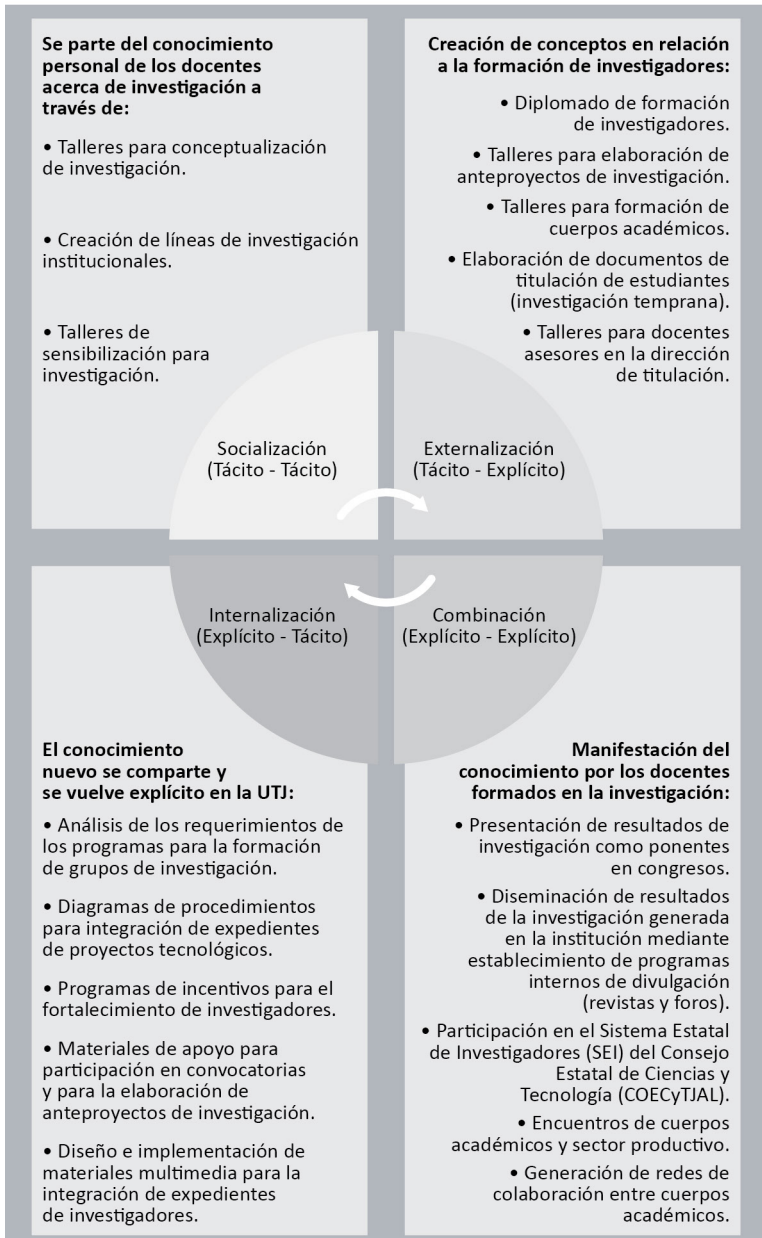 Se parte del conocimiento
personal de los docentes
acerca de investigación a
través de:
• Talleres para conceptualización
de investigación.
• Creación de líneas de investigación
institucionales.
• Talleres de
sensibilización para
investigación.
Creación de conceptos en relación
a la formación de investigadores:
• Diplomado de formación
de investigadores.
• Talleres para elaboración de
anteproyectos de investigación.
• Talleres para formación de
cuerpos académicos.
• Elaboración de documentos de
titulación de estudiantes
(investigación temprana).
• Talleres para docentes
asesores en la dirección
de titulación.
Socialización
(Tácito - Tácito)
Externalización
(Tácito - Explícito)
Internalización
(Explícito - Tácito)
Combinación
(Explícito - Explícito)
El conocimiento
nuevo se comparte y
se vuelve explícito en la UTJ:
• Análisis de los requerimientos de
los programas para la formación
de grupos de investigación.
• Diagramas de procedimientos
para integración de expedientes
de proyectos tecnológicos.
• Programas de incentivos para el
fortalecimiento de investigadores.
• Materiales de apoyo para
participación en convocatorias
y para la elaboración de
anteproyectos de investigación.
• Diseño e implementación de
materiales multimedia para la
integración de expedientes
de investigadores.
Manifestación del
conocimiento por los docentes
formados en la investigación:
• Presentación de resultados de
investigación como ponentes
en congresos.
• Diseminación de resultados
de la investigación generada
en la institución mediante
establecimiento de programas
internos de divulgación
(revistas y foros).
• Participación en el Sistema Estatal
de Investigadores (SEI) del Consejo
Estatal de Ciencias y
Tecnología (COECyTJAL).
• Encuentros de cuerpos
académicos y sector productivo.
• Generación de redes de
colaboración entre cuerpos
académicos.